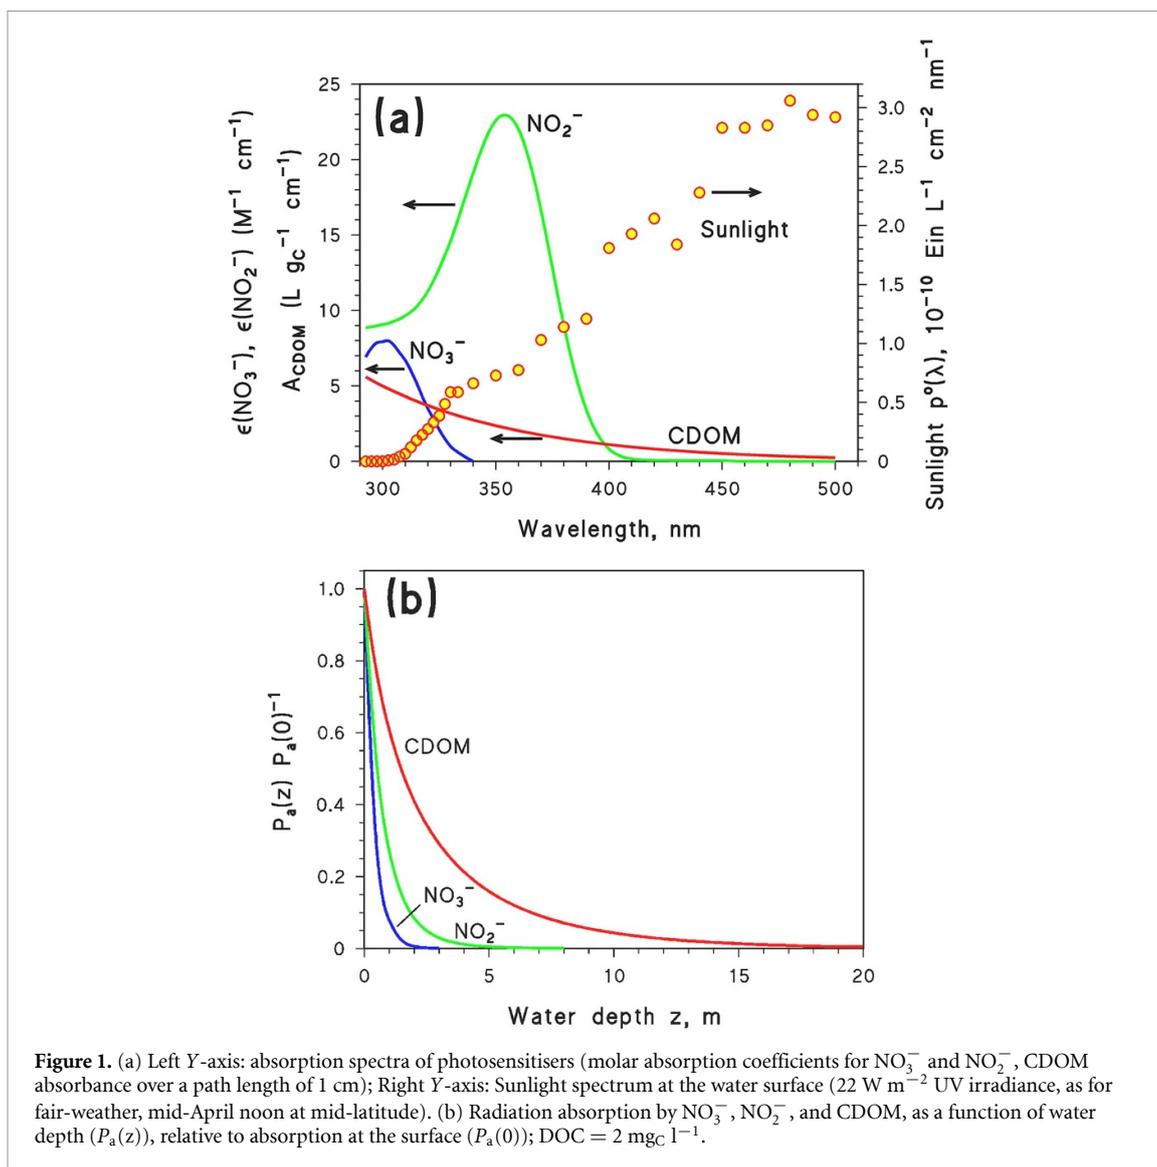 (a)
ϵ(NO₃⁻), ϵ(NO₂⁻) (M⁻¹ cm⁻¹)
A_CDOM (L g_C⁻¹ cm⁻¹)
25
20
15
10
5
0
NO₂⁻
NO₃⁻
CDOM
Sunlight
3.0
2.5
2.0
1.5
1.0
0.5
0
Sunlight p°(λ), 10⁻¹⁰ Ein L⁻¹ cm⁻² nm⁻¹
300 350 400 450 500
Wavelength, nm
(b)
Pₐ(z) Pₐ(0)⁻¹
1.0
0.8
0.6
0.4
0.2
0
CDOM
NO₃⁻
NO₂⁻
0 5 10 15 20
Water depth z, m
Figure 1. (a) Left Y-axis: absorption spectra of photosensitisers (molar absorption coefficients for NO₃⁻ and NO₂⁻, CDOM
absorbance over a path length of 1 cm); Right Y-axis: Sunlight spectrum at the water surface (22 W m⁻² UV irradiance, as for
fair-weather, mid-April noon at mid-latitude). (b) Radiation absorption by NO₃⁻, NO₂⁻, and CDOM, as a function of water
depth (Pₐ(z)), relative to absorption at the surface (Pₐ(0)); DOC = 2 mg_C l⁻¹.